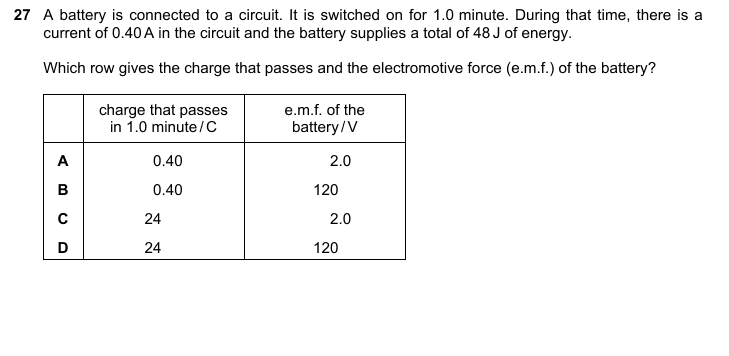 27 A battery is connected to a circuit. It is switched on for 1.0 minute. During that time, there is a
current of 0.40 A in the circuit and the battery supplies a total of 48 J of energy.
Which row gives the charge that passes and the electromotive force (e.m.f.) of the battery?
charge that passes in 1.0 minute / C
e.m.f. of the battery / V
A 0.40 2.0
B 0.40 120
C 24 2.0
D 24 120